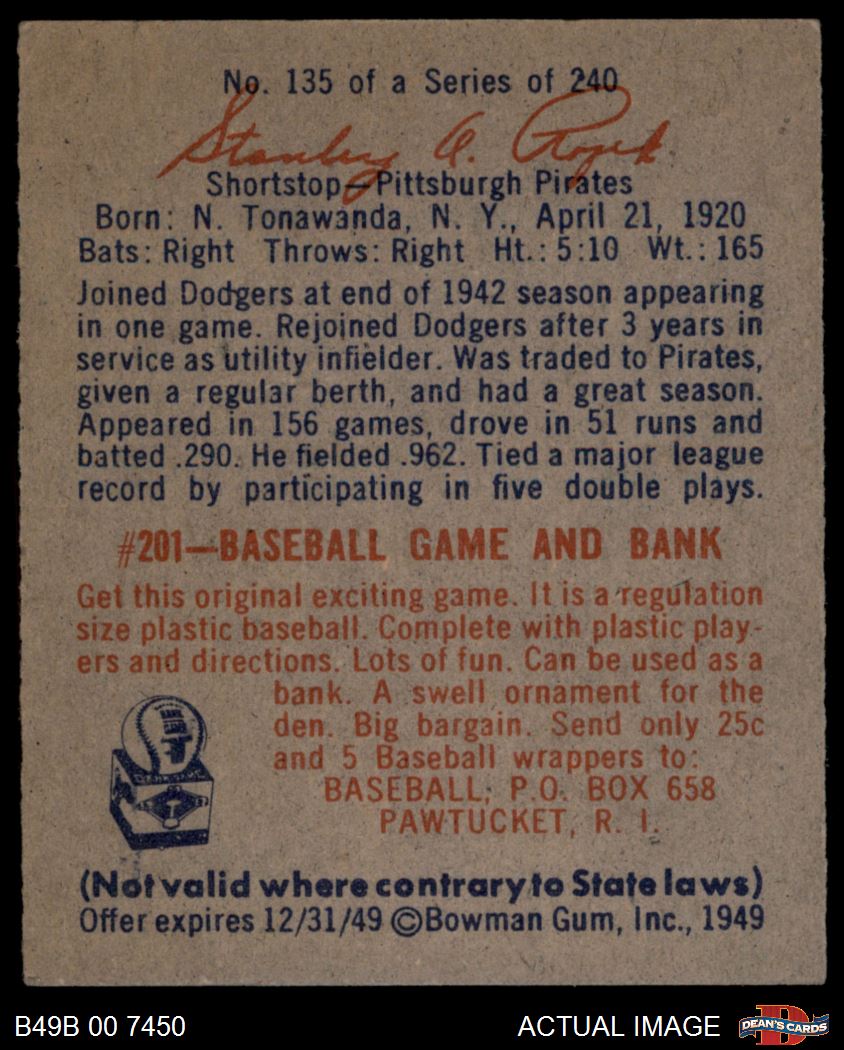 No. 135 of a Series of 240
Stanley A. Rojek
Shortstop—Pittsburgh Pirates
Born: N. Tonawanda, N. Y., April 21, 1920
Bats: Right Throws: Right Ht.: 5:10 Wt.: 165
Joined Dodgers at end of 1942 season appearing
in one game. Rejoined Dodgers after 3 years in
service as utility infielder. Was traded to Pirates,
given a regular berth, and had a great season.
Appeared in 156 games, drove in 51 runs and
batted .290. He fielded .962. Tied a major league
record by participating in five double plays.
#201—BASEBALL GAME AND BANK
Get this original exciting game. It is a regulation
size plastic baseball. Complete with plastic play-
ers and directions. Lots of fun. Can be used as a
bank. A swell ornament for the
den. Big bargain. Send only 25c
and 5 Baseball wrappers to:
BASEBALL, P.O. BOX 658
PAWTUCKET, R. I.
(Not valid where contrary to State laws)
Offer expires 12/31/49 ©Bowman Gum, Inc., 1949
B49B 00 7450
ACTUAL IMAGE
DEAN'S CARDS